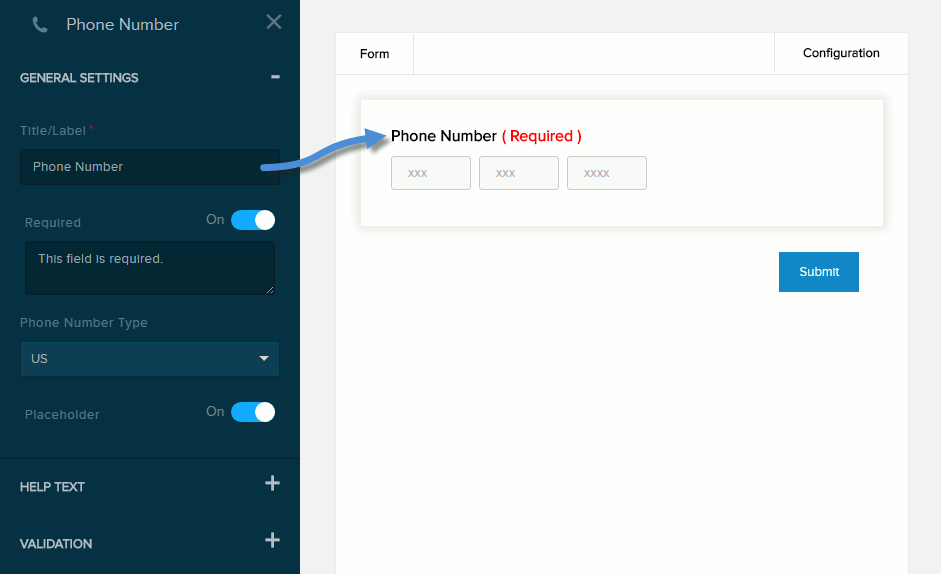 Phone Number
GENERAL SETTINGS
Title/Label*
Phone Number
Required On
This field is required.
Phone Number Type
US
Placeholder On
HELP TEXT
VALIDATION
Form Configuration
Phone Number ( Required )
xxx xxx xxxx
Submit